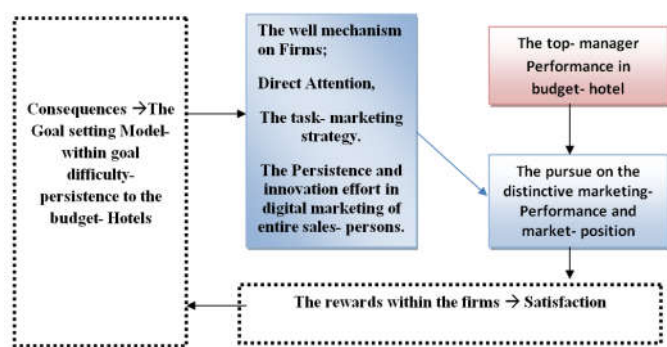 Consequences →The
Goal setting Model-
within goal
difficulty-
persistence to the
budget- Hotels
The well mechanism
on Firms;
Direct Attention,
The task- marketing
strategy.
The Persistence and
innovation effort in
digital marketing of
entire sales- persons.
The top- manager
Performance in
budget- hotel
The pursue on the
distinctive marketing-
Performance and
market- position
The rewards within the firms → Satisfaction